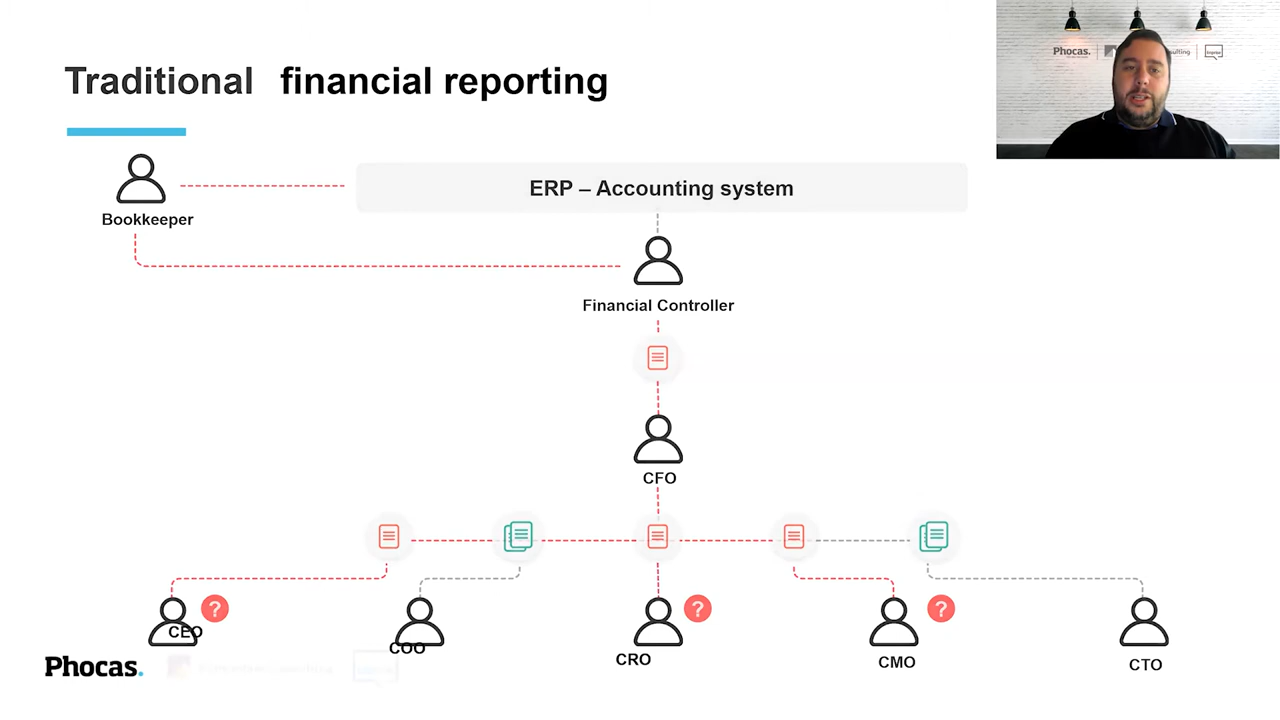 Traditional financial reporting
Phocas.
ERP – Accounting system
Bookkeeper
Financial Controller
CFO
?
?
?
CEO
COO
CRO
CMO
CTO
Phocas.